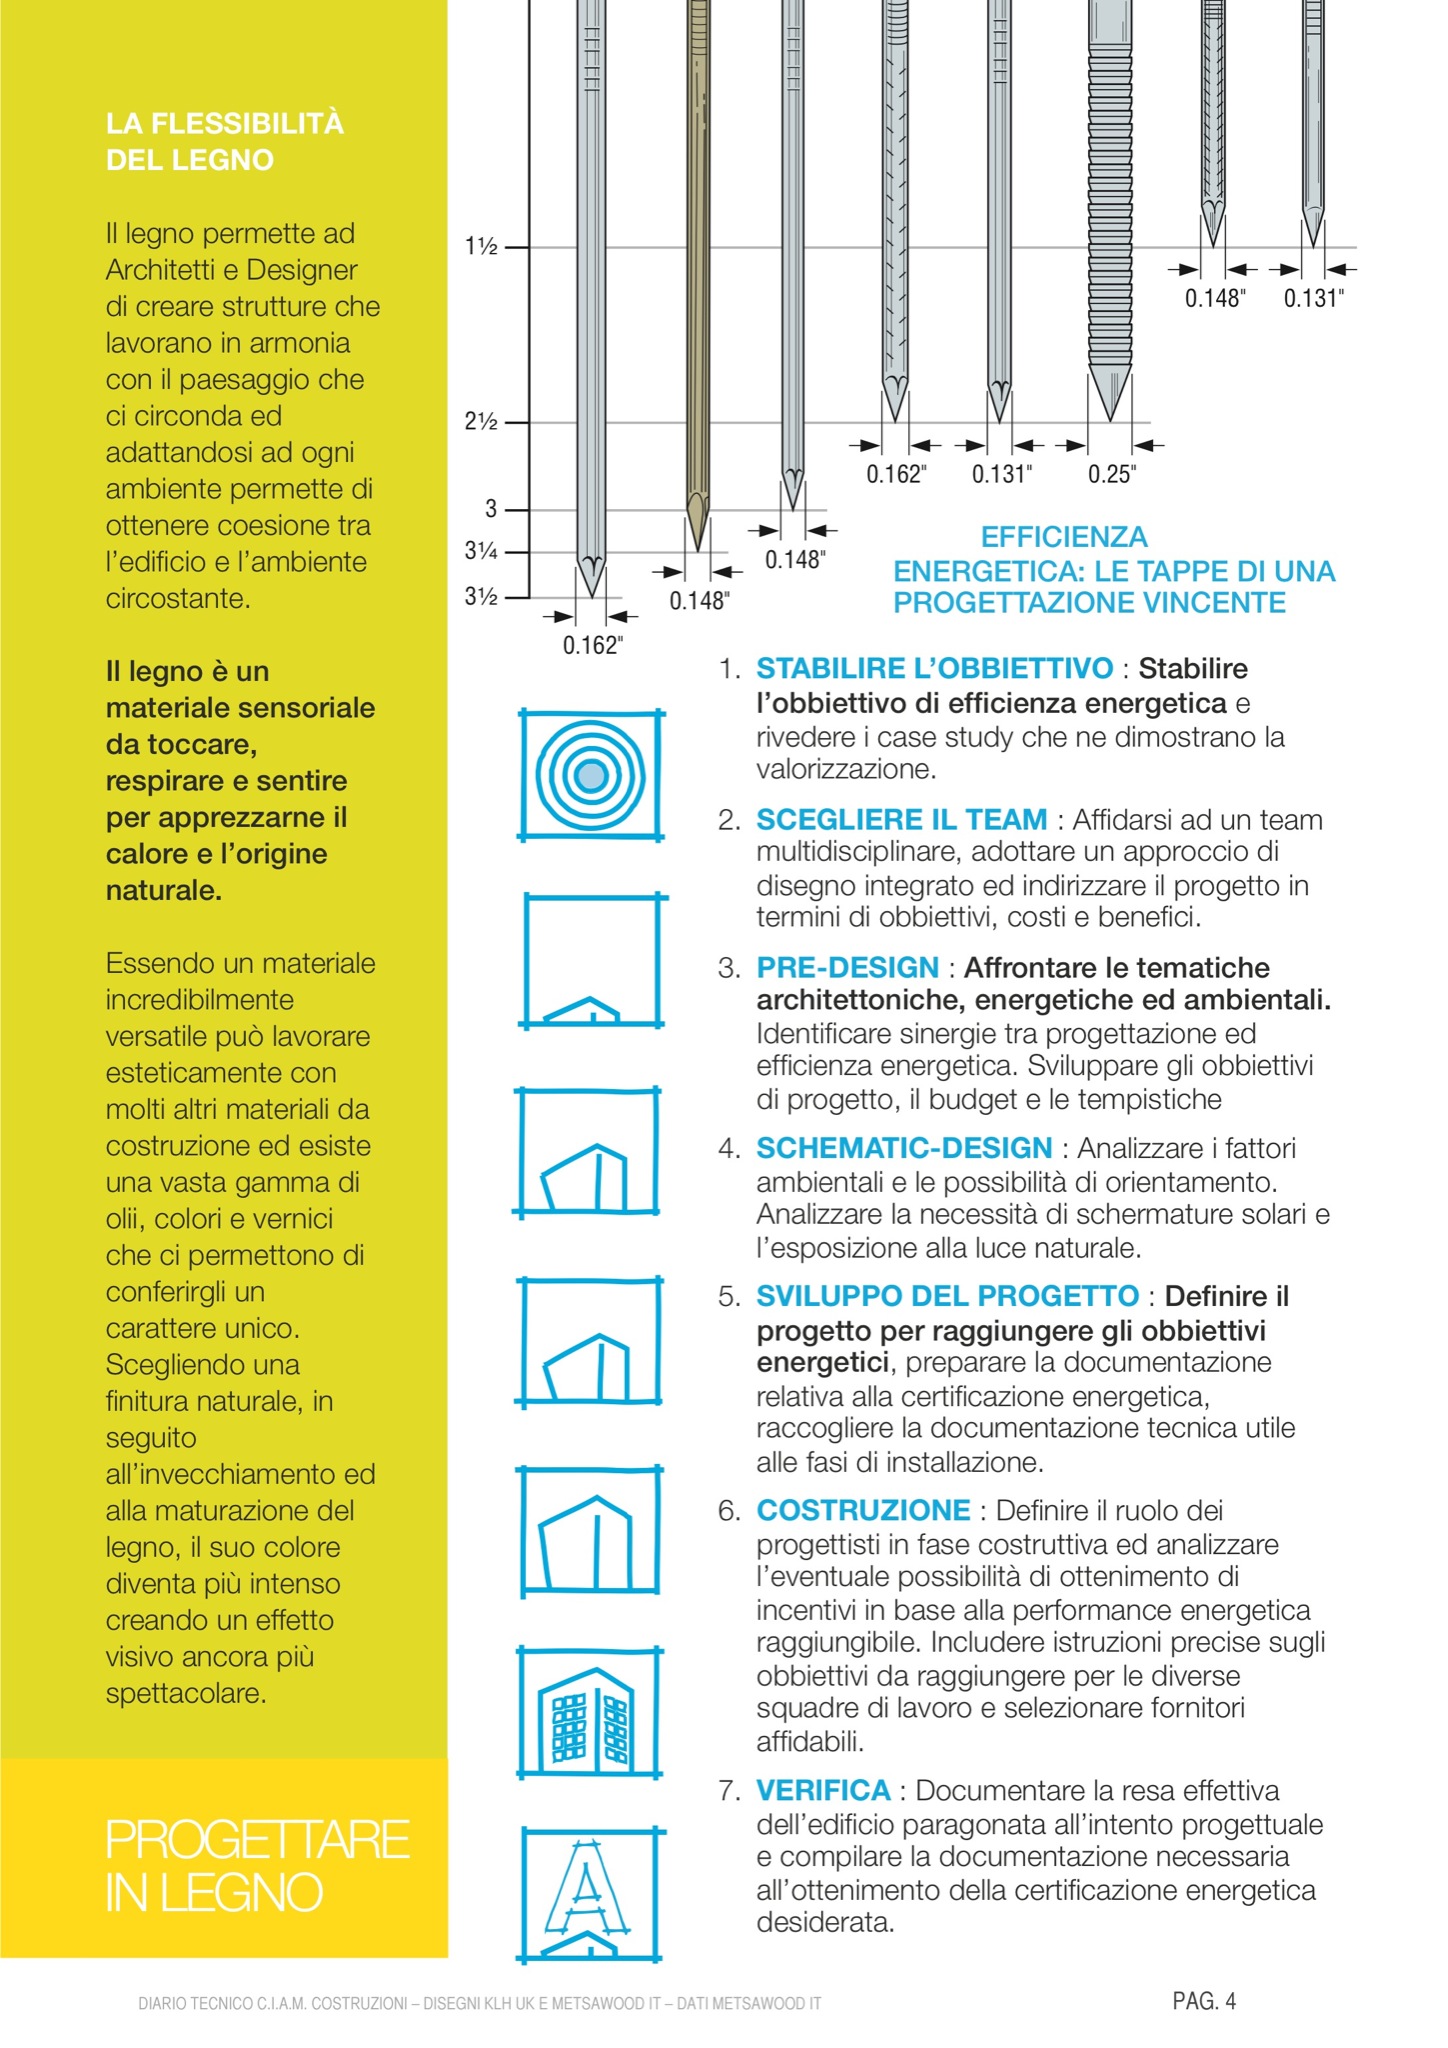 LA FLESSIBILITÀ
DEL LEGNO
Il legno permette ad
Architetti e Designer
di creare strutture che
lavorano in armonia
con il paesaggio che
ci circonda ed
adattandosi ad ogni
ambiente permette di
ottenere coesione tra
l’edificio e l’ambiente
circostante.
Il legno è un
materiale sensoriale
da toccare,
respirare e sentire
per apprezzarne il
calore e l’origine
naturale.
Essendo un materiale
incredibilmente
versatile può lavorare
esteticamente con
molti altri materiali da
costruzione ed esiste
una vasta gamma di
olii, colori e vernici
che ci permettono di
conferirgli un
carattere unico.
Scegliendo una
finitura naturale, in
seguito
all’invecchiamento ed
alla maturazione del
legno, il suo colore
diventa più intenso
creando un effetto
visivo ancora più
spettacolare.
PROGETTARE
IN LEGNO
1½
0.148" 0.131"
2½
0.162" 0.131" 0.25"
3
0.148"
3¼
0.148"
3½
0.162"
EFFICIENZA
ENERGETICA: LE TAPPE DI UNA
PROGETTAZIONE VINCENTE
1. STABILIRE L’OBBIETTIVO : Stabilire
l’obbiettivo di efficienza energetica e
rivedere i case study che ne dimostrano la
valorizzazione.
2. SCEGLIERE IL TEAM : Affidarsi ad un team
multidisciplinare, adottare un approccio di
disegno integrato ed indirizzare il progetto in
termini di obbiettivi, costi e benefici.
3. PRE-DESIGN : Affrontare le tematiche
architettoniche, energetiche ed ambientali.
Identificare sinergie tra progettazione ed
efficienza energetica. Sviluppare gli obbiettivi
di progetto, il budget e le tempistiche
4. SCHEMATIC-DESIGN : Analizzare i fattori
ambientali e le possibilità di orientamento.
Analizzare la necessità di schermature solari e
l’esposizione alla luce naturale.
5. SVILUPPO DEL PROGETTO : Definire il
progetto per raggiungere gli obbiettivi
energetici, preparare la documentazione
relativa alla certificazione energetica,
raccogliere la documentazione tecnica utile
alle fasi di installazione.
6. COSTRUZIONE : Definire il ruolo dei
progettisti in fase costruttiva ed analizzare
l’eventuale possibilità di ottenimento di
incentivi in base alla performance energetica
raggiungibile. Includere istruzioni precise sugli
obbiettivi da raggiungere per le diverse
squadre di lavoro e selezionare fornitori
affidabili.
7. VERIFICA : Documentare la resa effettiva
dell’edificio paragonata all’intento progettuale
e compilare la documentazione necessaria
all’ottenimento della certificazione energetica
desiderata.
A
DIARIO TECNICO C.I.A.M. COSTRUZIONI – DISEGNI KLH UK E METSAWOOD IT – DATI METSAWOOD IT
PAG. 4